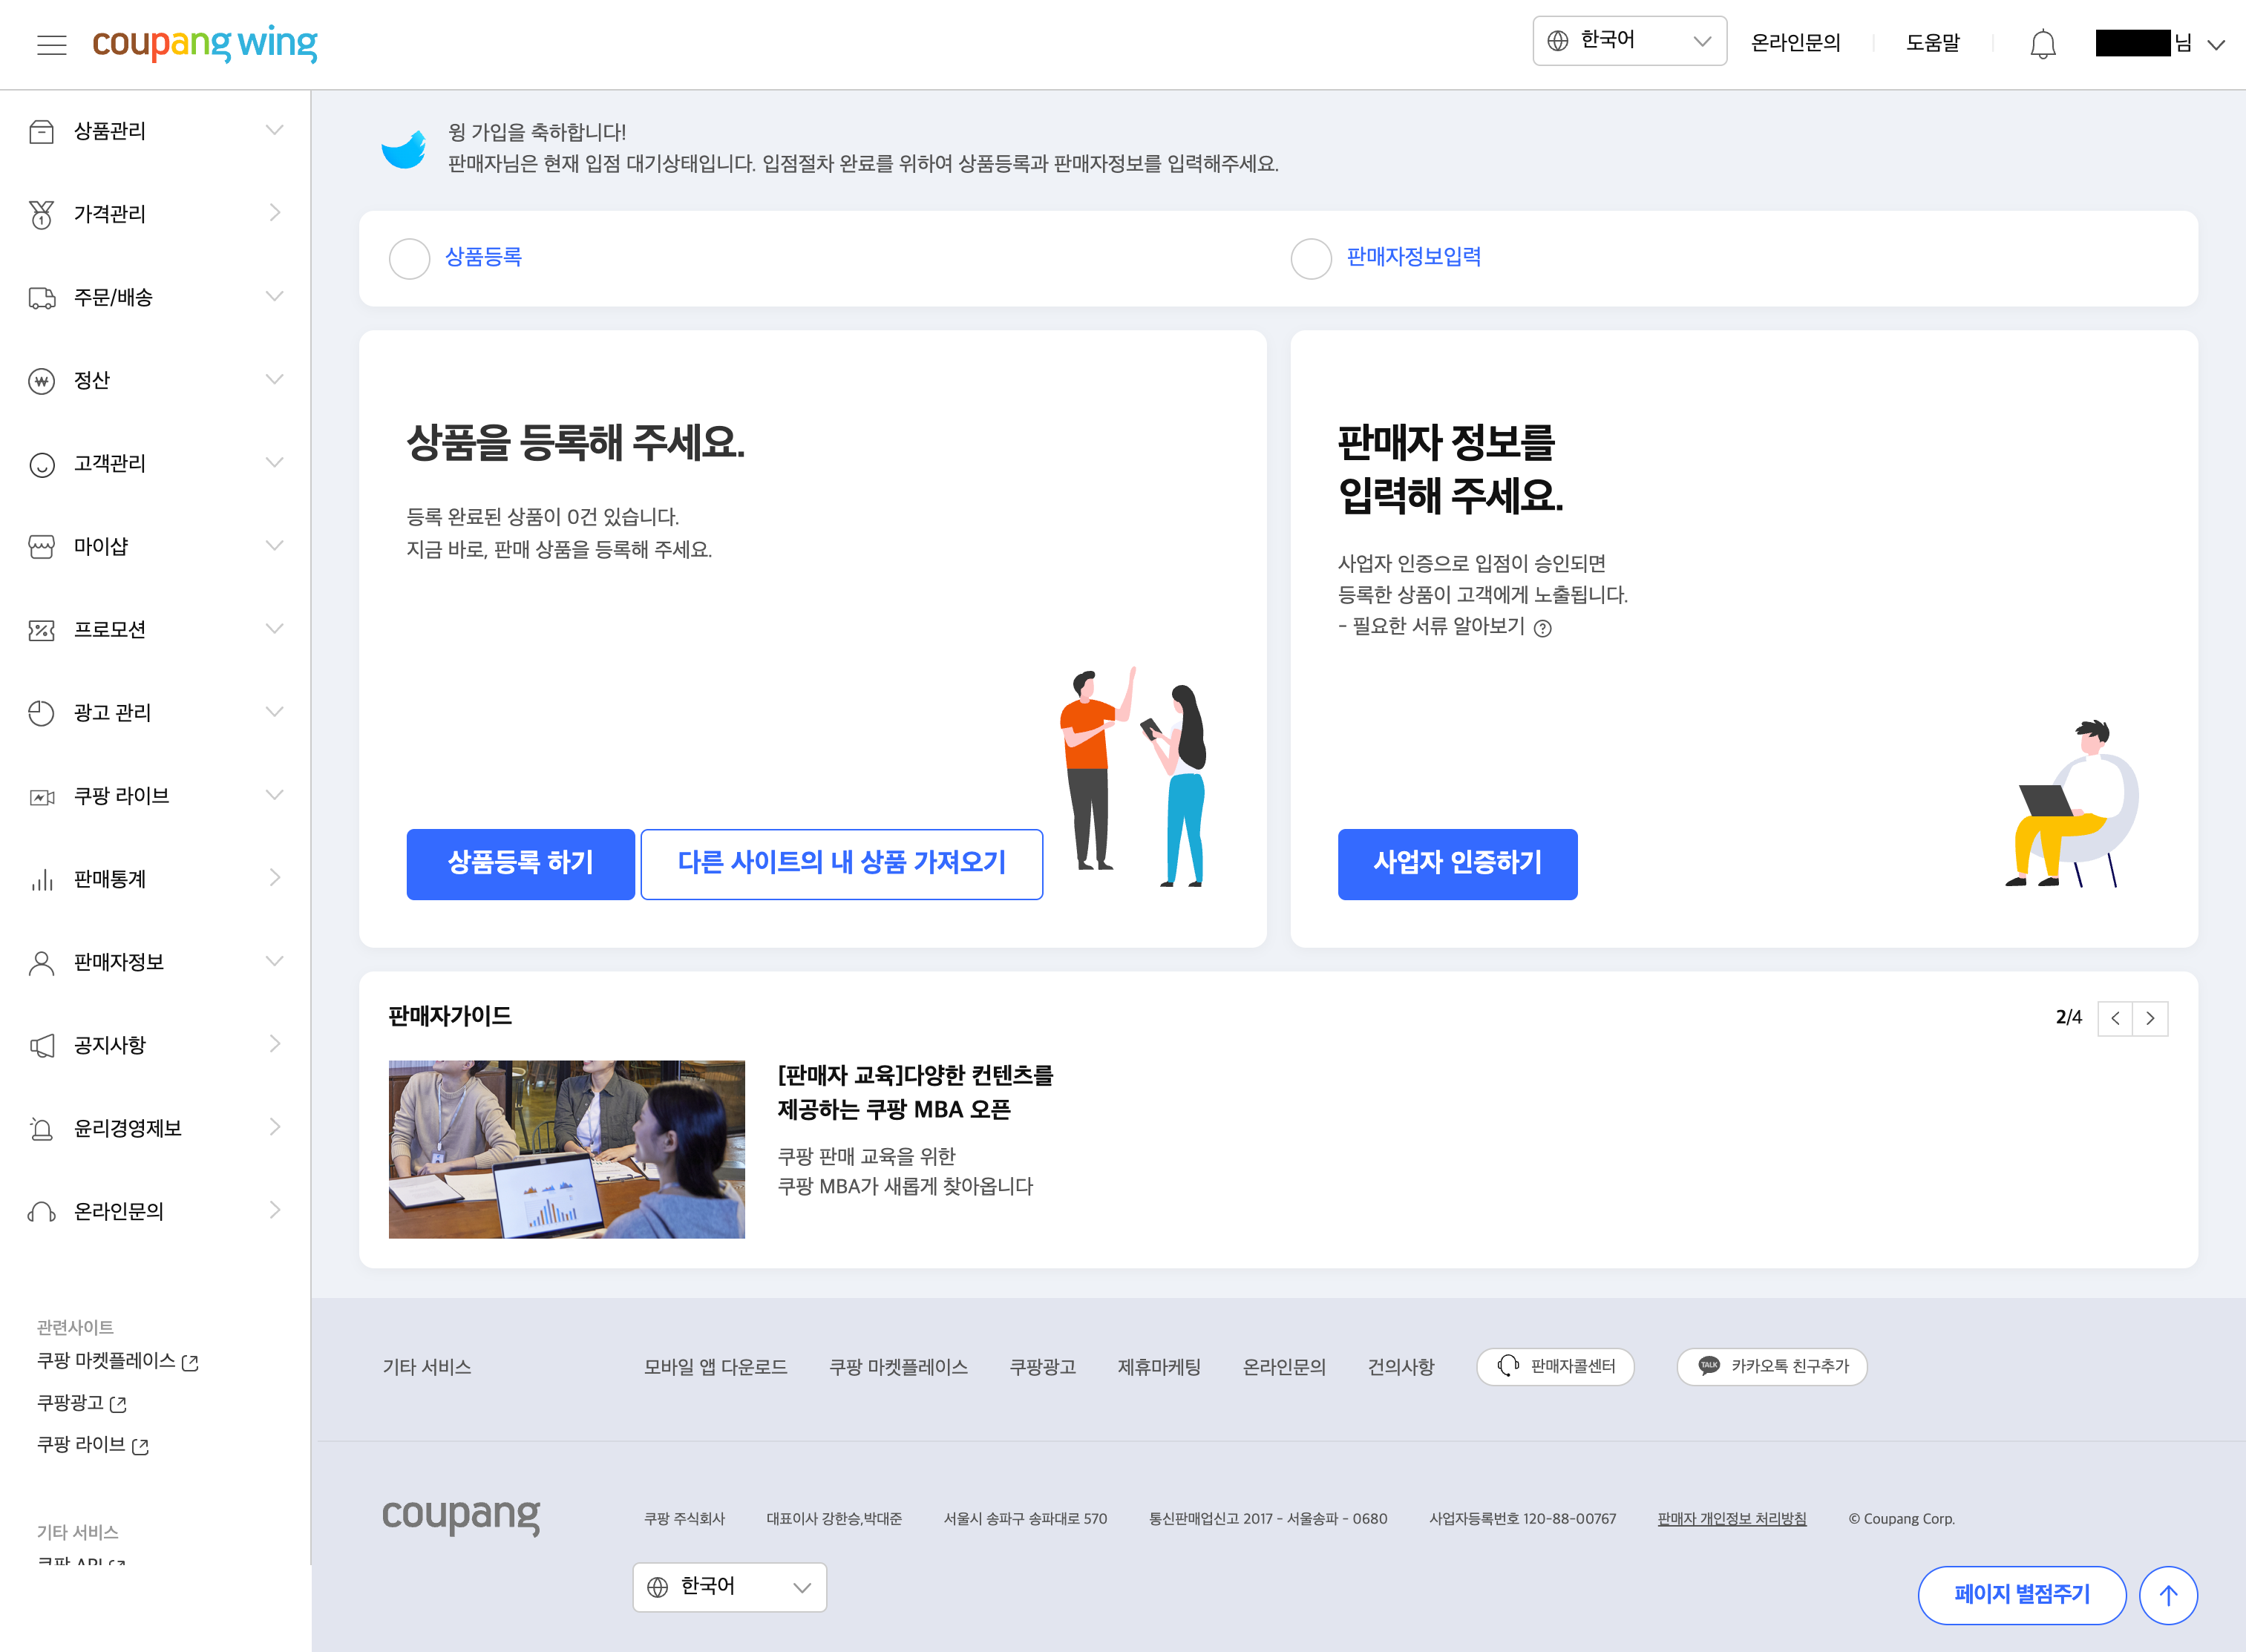 coupang wing
한국어
온라인문의
도움말
님
상품관리
가격관리
주문/배송
정산
고객관리
마이샵
프로모션
광고 관리
쿠팡 라이브
판매통계
판매자정보
공지사항
윤리경영제보
온라인문의
관련사이트
쿠팡 마켓플레이스
쿠팡광고
쿠팡 라이브
기타 서비스
쿠팡 API
윙 가입을 축하합니다!
판매자님은 현재 입점 대기상태입니다. 입점절차 완료를 위하여 상품등록과 판매자정보를 입력해주세요.
상품등록
판매자정보입력
상품을 등록해 주세요.
등록 완료된 상품이 0건 있습니다.
지금 바로, 판매 상품을 등록해 주세요.
상품등록 하기
다른 사이트의 내 상품 가져오기
판매자 정보를
입력해 주세요.
사업자 인증으로 입점이 승인되면
등록한 상품이 고객에게 노출됩니다.
- 필요한 서류 알아보기 ?
사업자 인증하기
판매자가이드
2/4
[판매자 교육]다양한 컨텐츠를
제공하는 쿠팡 MBA 오픈
쿠팡 판매 교육을 위한
쿠팡 MBA가 새롭게 찾아옵니다
기타 서비스
모바일 앱 다운로드
쿠팡 마켓플레이스
쿠팡광고
제휴마케팅
온라인문의
건의사항
판매자콜센터
TALK 카카오톡 친구추가
coupang
쿠팡 주식회사
대표이사 강한승,박대준
서울시 송파구 송파대로 570
통신판매업신고 2017 - 서울송파 - 0680
사업자등록번호 120-88-00767
판매자 개인정보 처리방침
© Coupang Corp.
한국어
페이지 별점주기